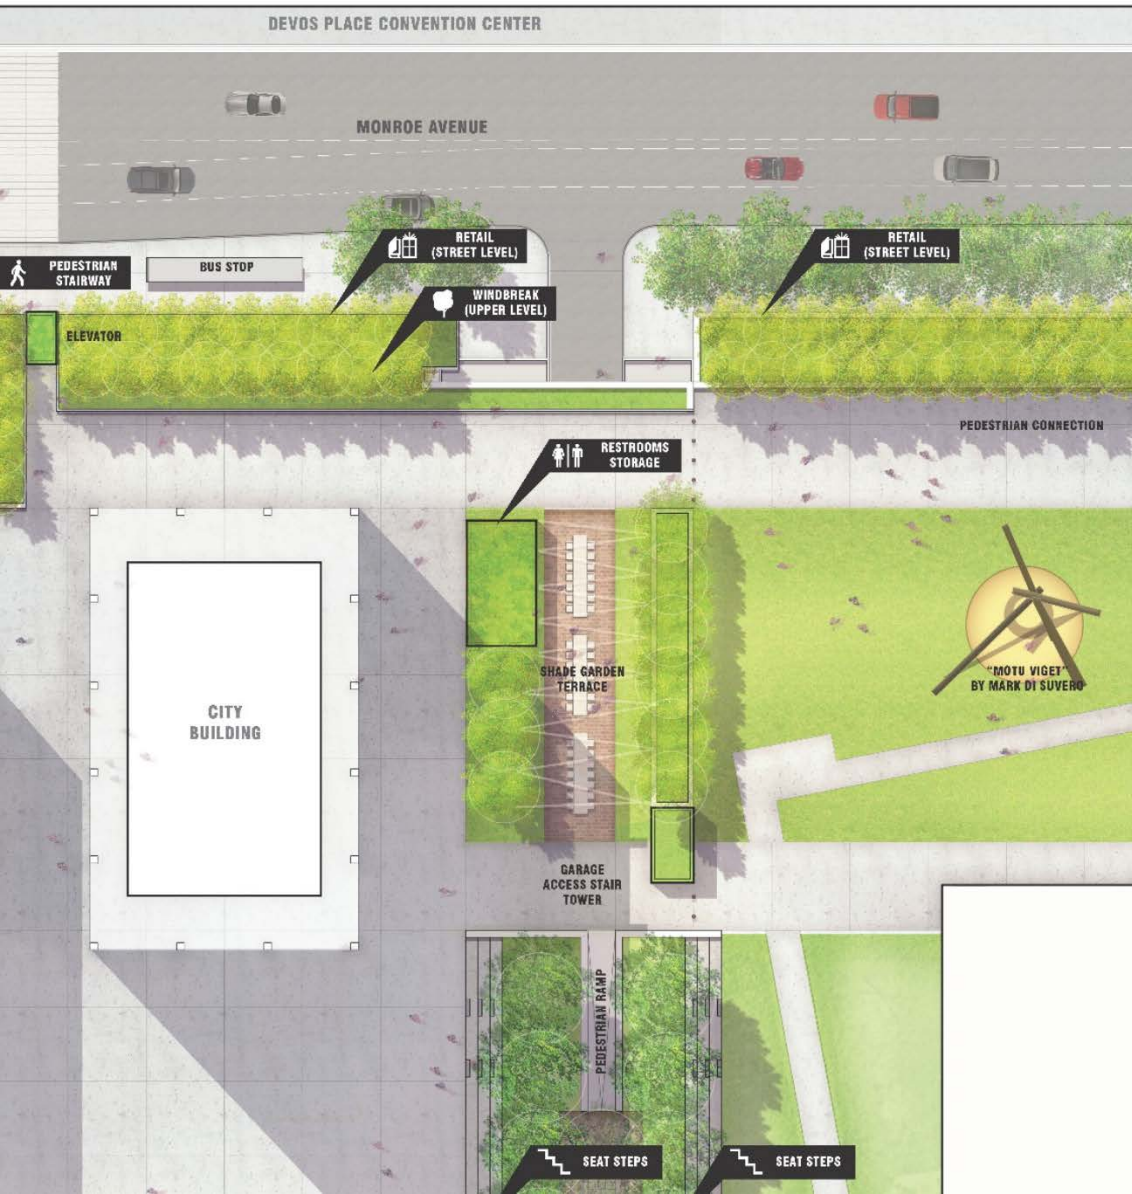 DEVOS PLACE CONVENTION CENTER
MONROE AVENUE
RETAIL
(STREET LEVEL)
RETAIL
(STREET LEVEL)
PEDESTRIAN
STAIRWAY
BUS STOP
WINDBREAK
(UPPER LEVEL)
ELEVATOR
PEDESTRIAN CONNECTION
RESTROOMS
STORAGE
SHADE GARDEN
TERRACE
"MOTU VIGET"
BY MARK DI SUVERO
CITY
BUILDING
GARAGE
ACCESS STAIR
TOWER
PEDESTRIAN RAMP
SEAT STEPS
SEAT STEPS